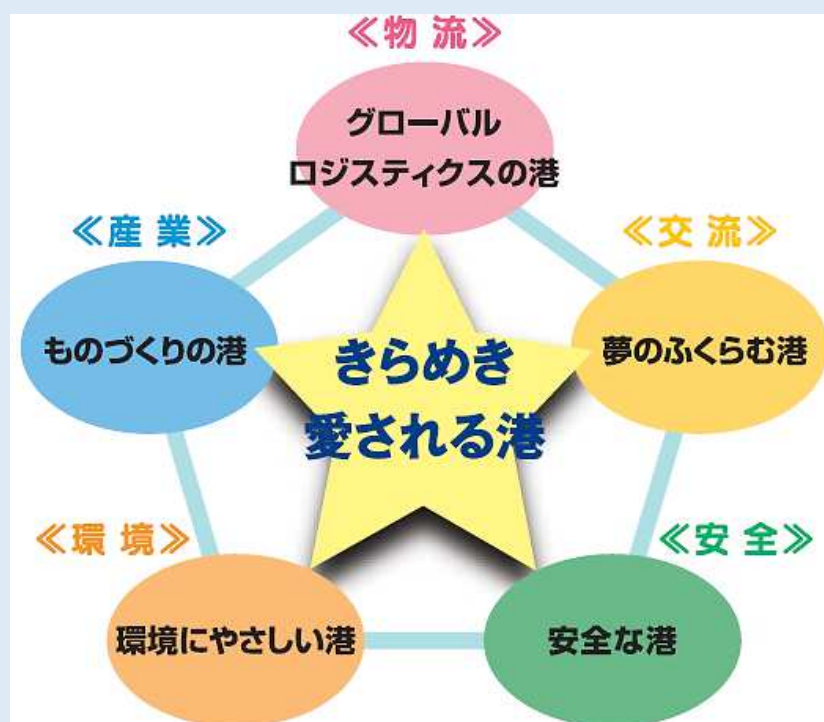 ≪物 流≫
グローバル
ロジスティクスの港
≪産 業≫
≪交 流≫
ものづくりの港
きらめき
愛される港
夢のふくらむ港
≪環 境≫
≪安 全≫
環境にやさしい港
安全な港